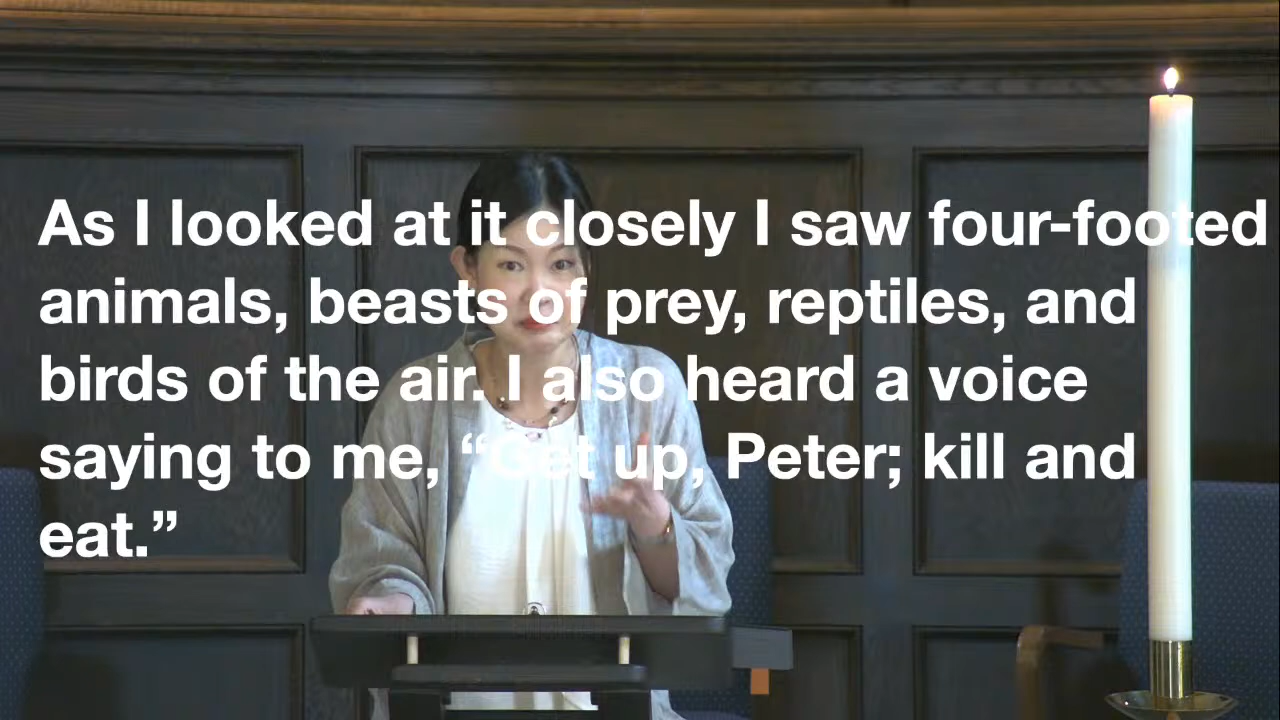 As I looked at it closely I saw four-footed
animals, beasts of prey, reptiles, and
birds of the air. I also heard a voice
saying to me, “Get up, Peter; kill and
eat.”